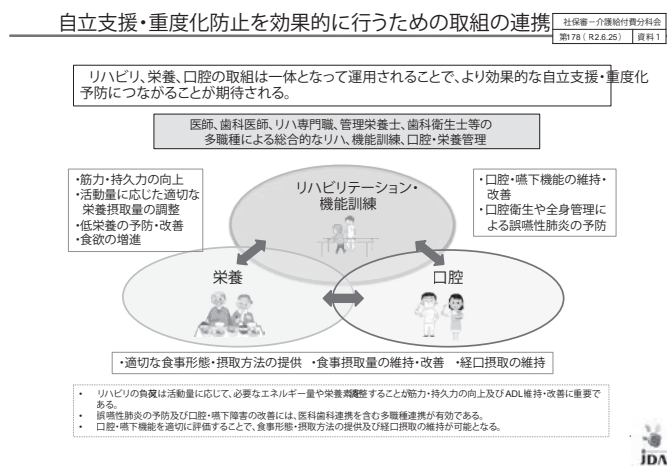 自立支援・重度化防止を効果的に行うための取組の連携
社保審－介護給付費分科会
第178（R2.6.25）
資料１
リハビリ、栄養、口腔の取組は一体となって運用されることで、より効果的な自立支援・重度化
予防につながることが期待される。
医師、歯科医師、リハ専門職、管理栄養士、歯科衛生士等の
多職種による総合的なリハ、機能訓練、口腔・栄養管理
・筋力・持久力の向上
・活動量に応じた適切な
栄養摂取量の調整
・低栄養の予防・改善
・食欲の増進
リハビリテーション・
機能訓練
・口腔・嚥下機能の維持・
改善
・口腔衛生や全身管理に
よる誤嚥性肺炎の予防
栄養
口腔
・適切な食事形態・摂取方法の提供　・食事摂取量の維持・改善　・経口摂取の維持
・ リハビリの負荷は活動量に応じて、必要なエネルギー量や栄養素を調整することが筋力・持久力の向上及びADL維持・改善に重要で
ある。
・ 誤嚥性肺炎の予防及び口腔・嚥下障害の改善には、医科歯科連携を含む多職種連携が有効である。
・ 口腔・嚥下機能を適切に評価することで、食事形態・摂取方法の提供及び経口摂取の維持が可能となる。
JDA